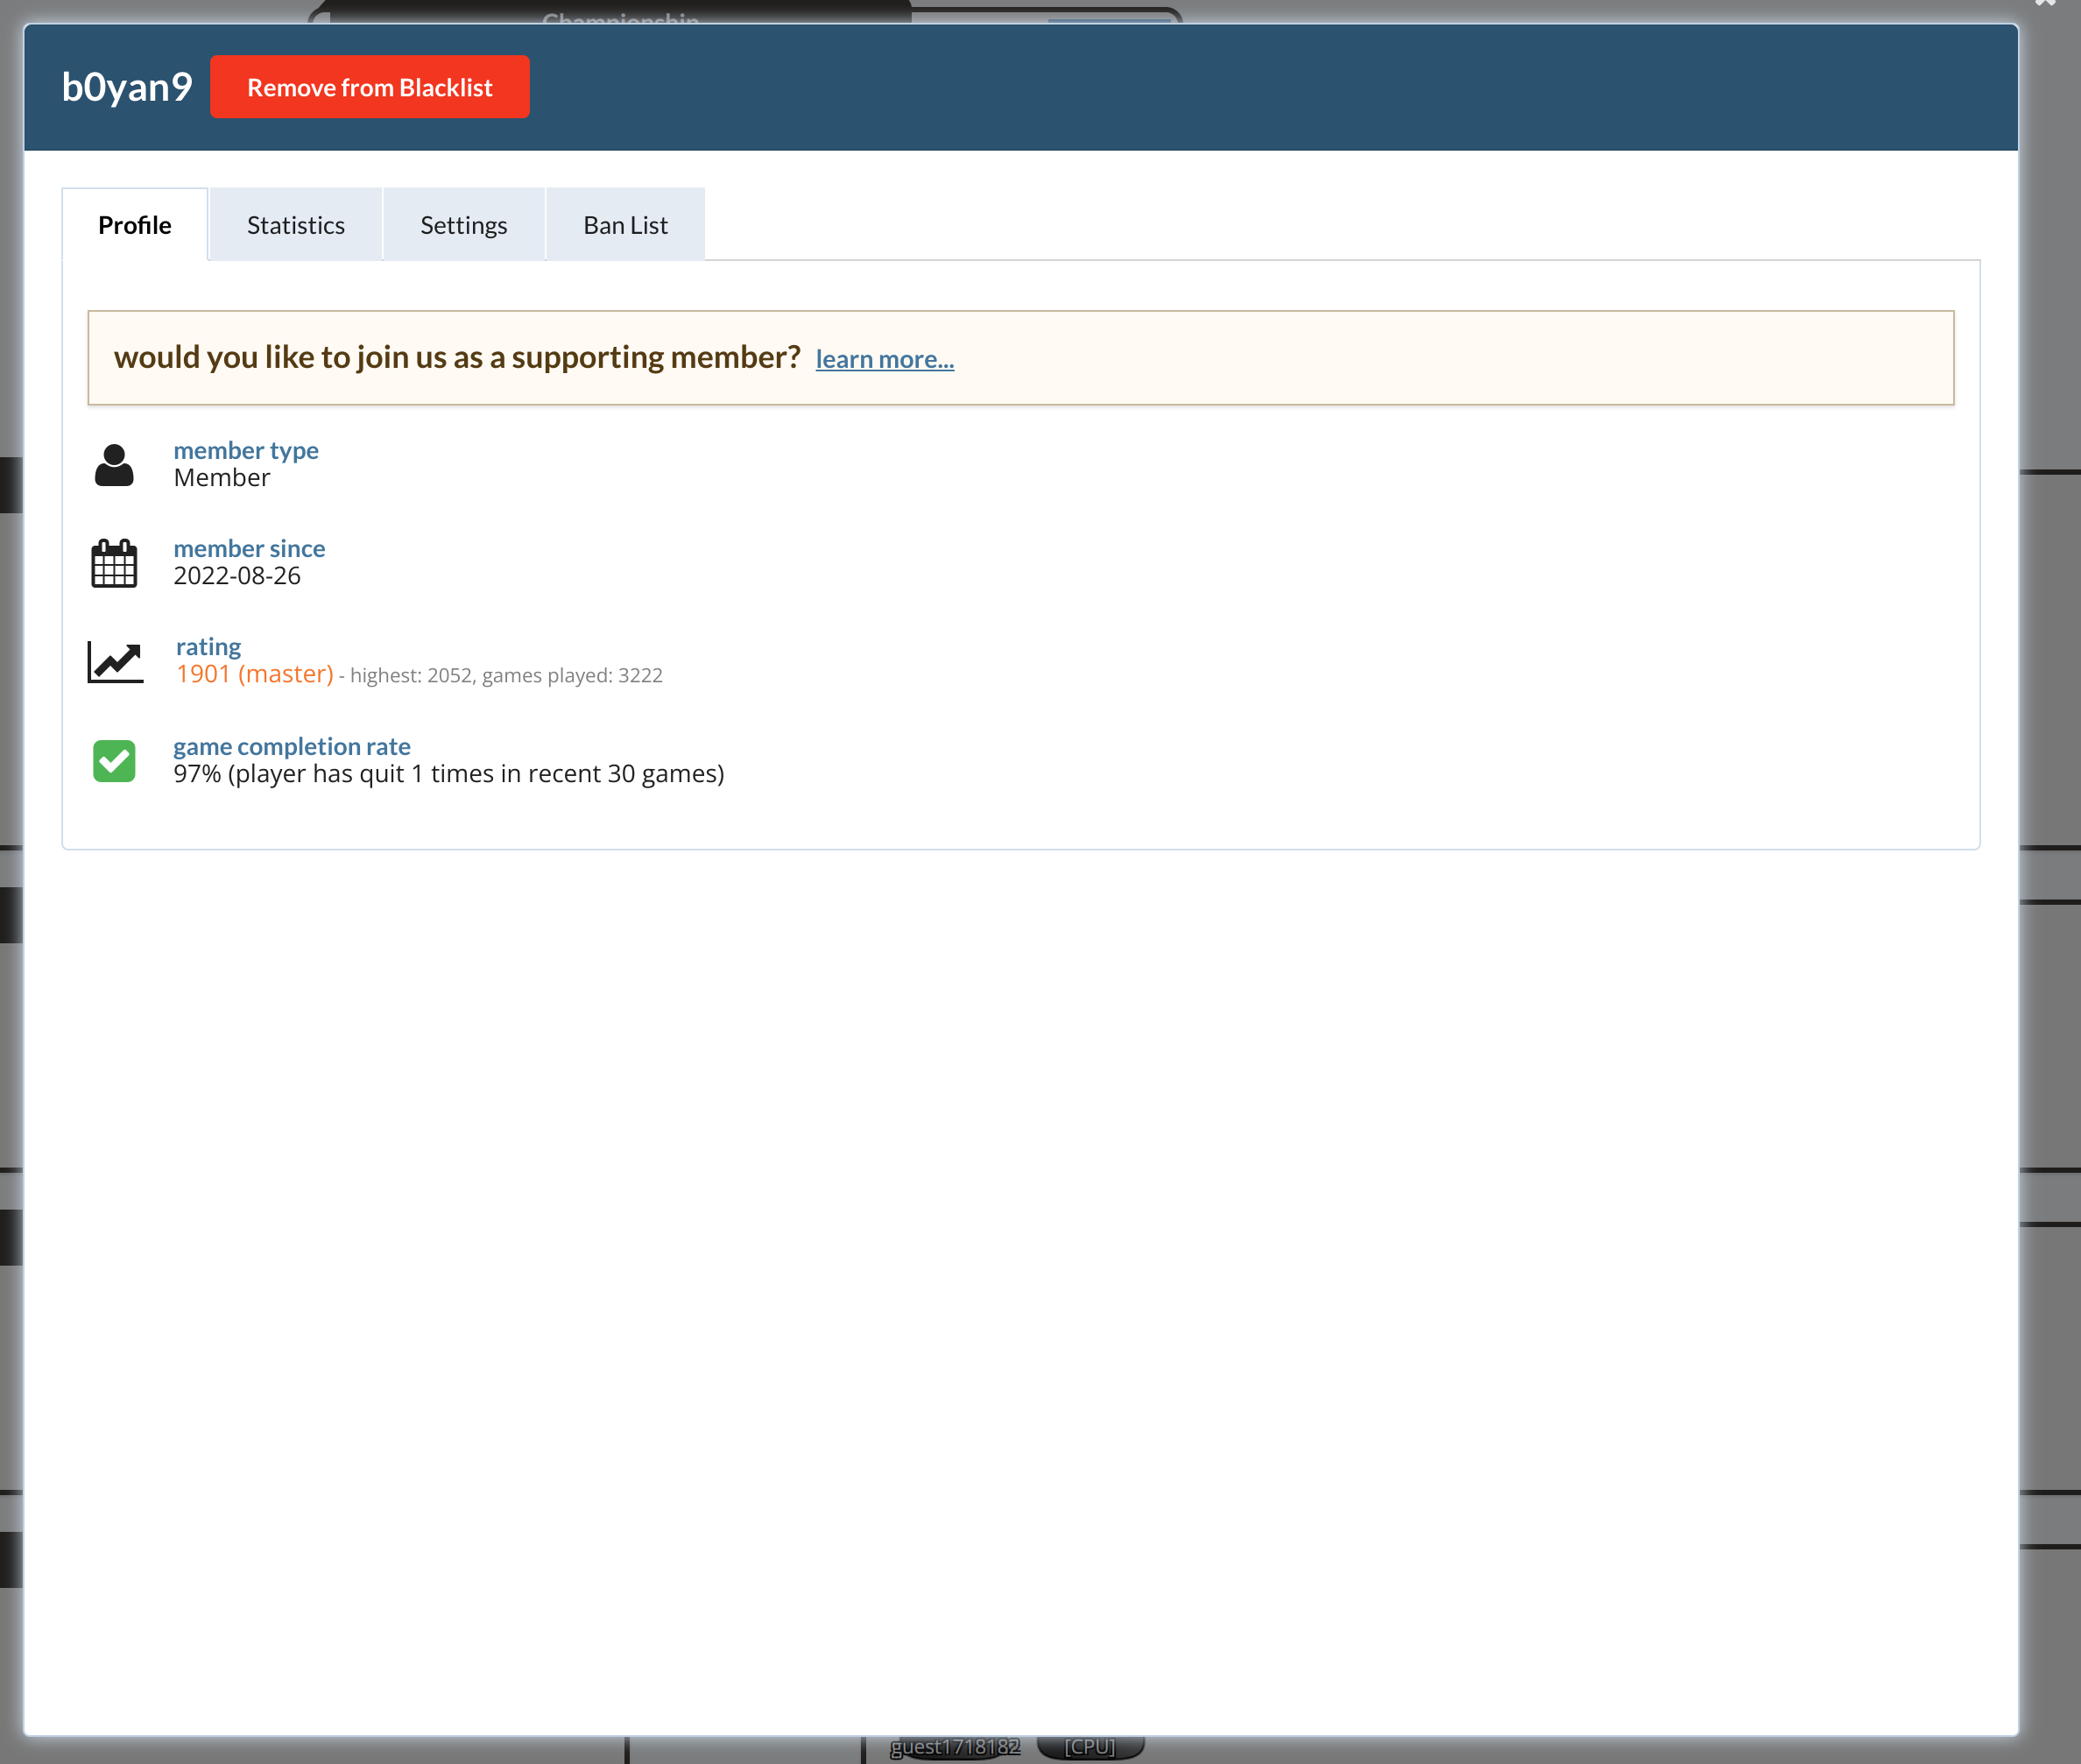 Championship
b0yan9 Remove from Blacklist
Profile Statistics Settings Ban List
would you like to join us as a supporting member? learn more...
member type
Member
member since
2022-08-26
rating
1901 (master) - highest: 2052, games played: 3222
game completion rate
97% (player has quit 1 times in recent 30 games)
guest1718182 [CPU]